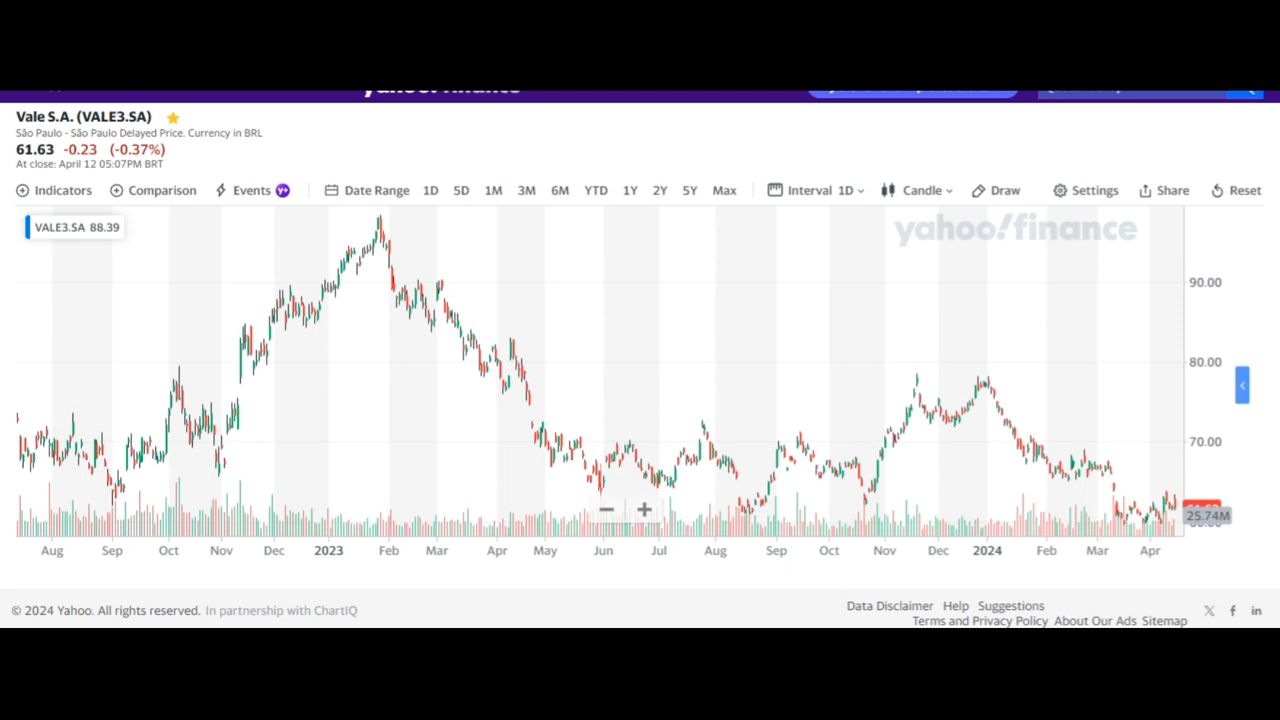 Vale S.A. (VALE3.SA)
São Paulo - São Paulo Delayed Price. Currency in BRL
61.63 -0.23 (-0.37%)
At close: April 12 05:07PM BRT
Indicators Comparison Events Y+ Date Range 1D 5D 1M 3M 6M YTD 1Y 2Y 5Y Max Interval 1D Candle Draw Settings Share Reset
VALE3.SA 88.39
yahoo!finance
90.00
80.00
70.00
25.74M
Aug Sep Oct Nov Dec 2023 Feb Mar Apr May Jun Jul Aug Sep Oct Nov Dec 2024 Feb Mar Apr
© 2024 Yahoo. All rights reserved. In partnership with ChartIQ
Data Disclaimer Help Suggestions
Terms and Privacy Policy About Our Ads Sitemap